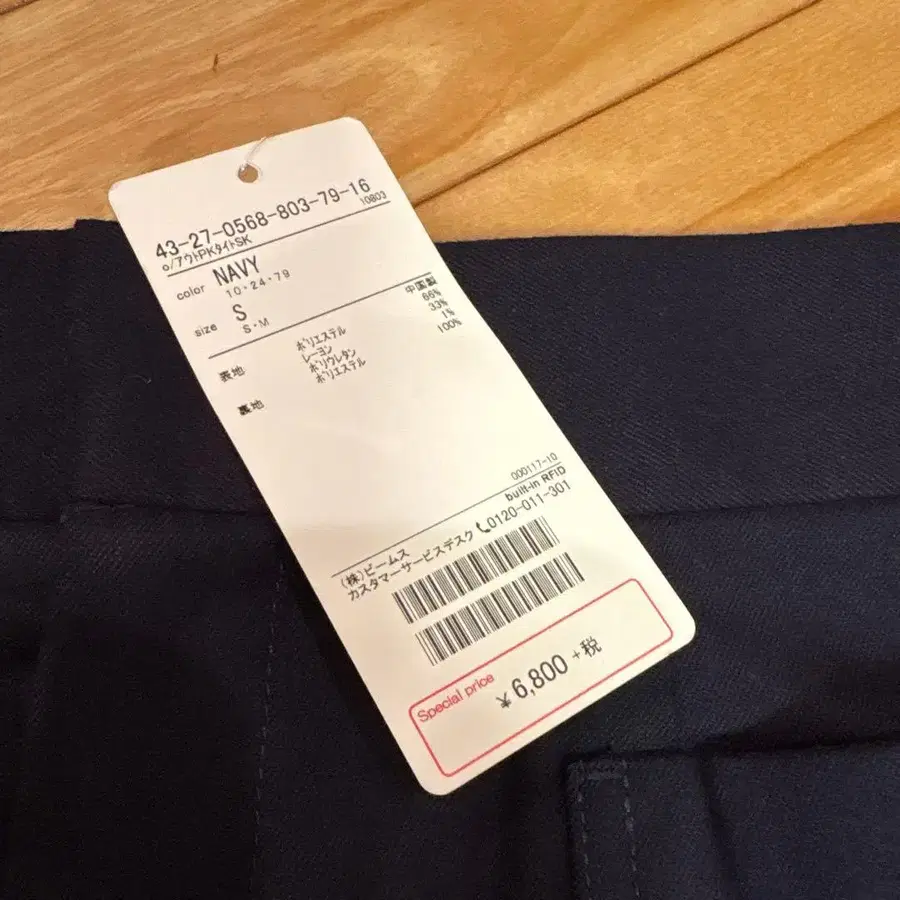 43-27-0568-803-79-16
10803
o/アウトPKタイトSK
color NAVY
10・24・79
size S
S・M
中国製
表地 ポリエステル 66%
レーヨン 33%
ポリウレタン 1%
裏地 ポリエステル 100%
000117-10
built-in RFID
(株)ビームス
カスタマーサービスデスク 0120-011-301
Special price
¥6,800+税